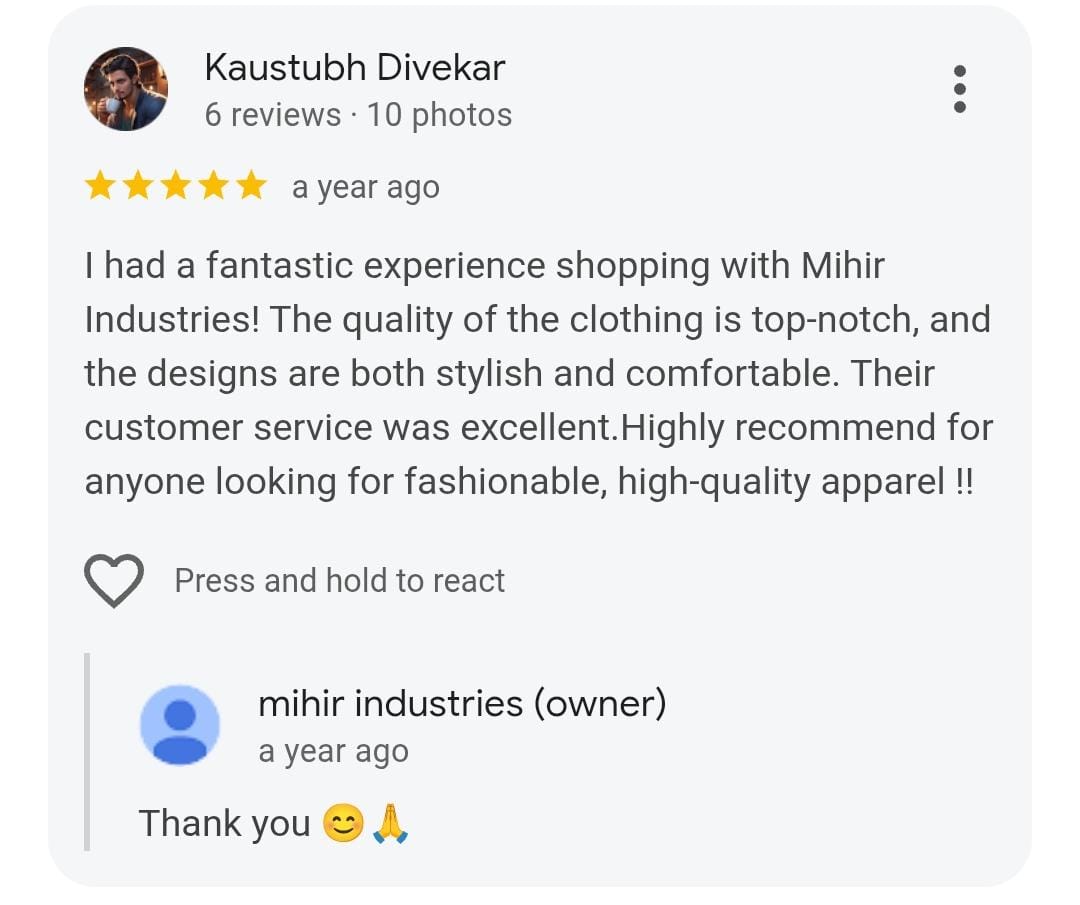 Kaustubh Divekar
6 reviews · 10 photos
a year ago
I had a fantastic experience shopping with Mihir
Industries! The quality of the clothing is top-notch, and
the designs are both stylish and comfortable. Their
customer service was excellent.Highly recommend for
anyone looking for fashionable, high-quality apparel !!
Press and hold to react
mihir industries (owner)
a year ago
Thank you 😊🙏